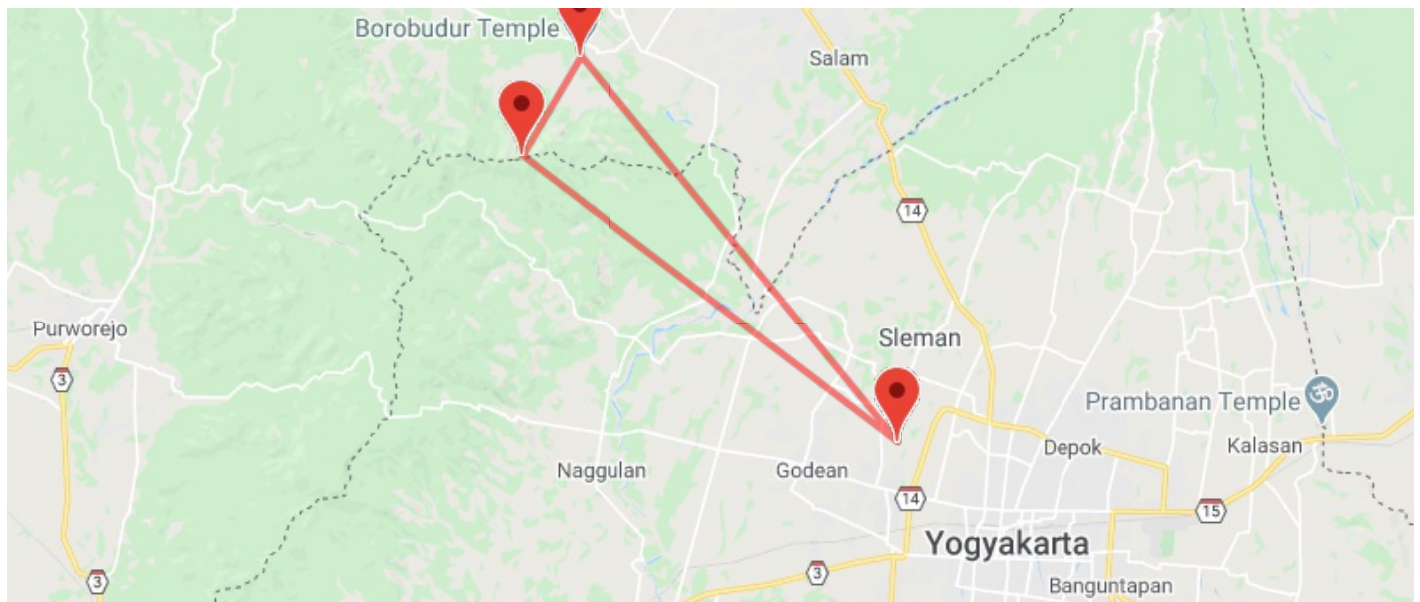 Borobudur Temple
Salam
14
Purworejo
Sleman
3
Prambanan Temple
Depok
Kalasan
Naggulan
Godean
14
15
Yogyakarta
3
3
Banguntapan